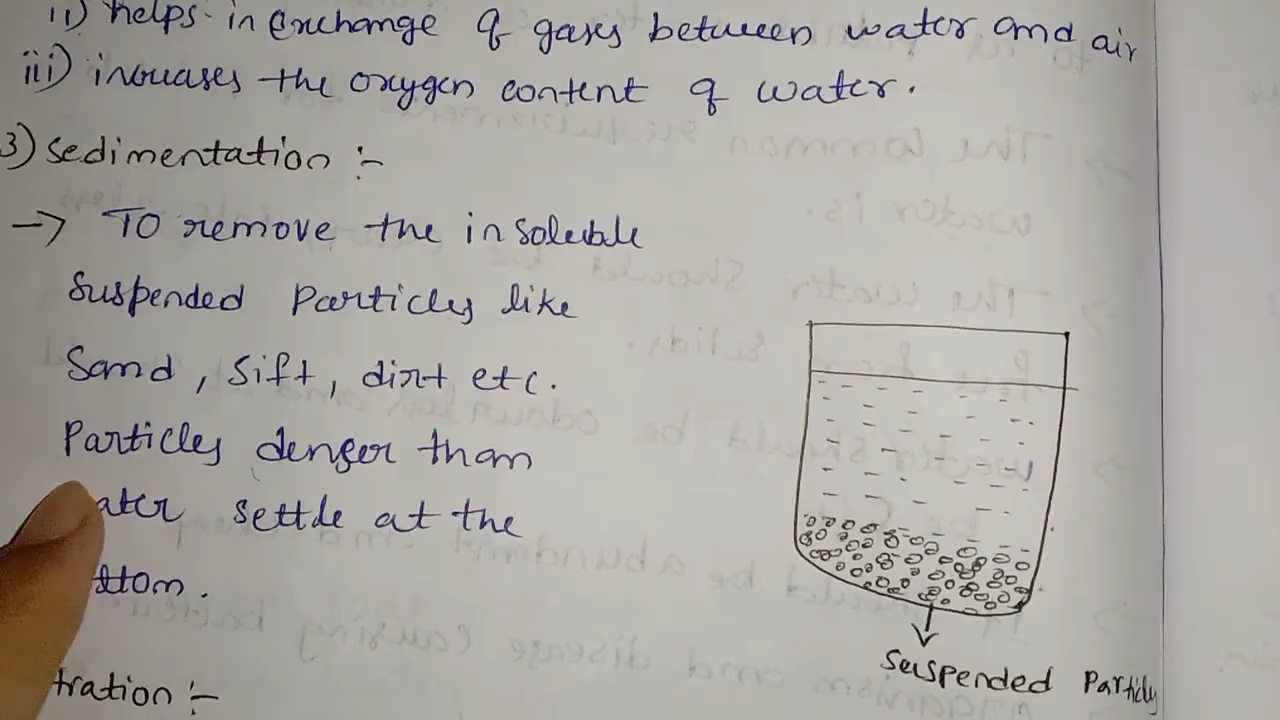 ii) helps in Exchange of gases between water and air
iii) increases the oxygen content of water.
3) Sedimentation :-
→ To remove the insoluble
Suspended Particles like
Sand, Sift, dirt etc.
Particles denser than
ater settle at the
ttom.
tration :-
Suspended Particles